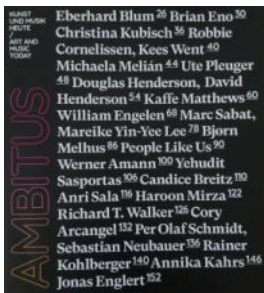 KUNST
UND MUSIK
HEUTE
/
ART AND
MUSIC
TODAY
AMBITUS
Eberhard Blum 26 Brian Eno 30
Christina Kubisch 36 Robbie
Cornelissen, Kees Went 40
Michaela Melián 44 Ute Pleuger
48 Douglas Henderson, David
Henderson 54 Kaffe Matthews 60
William Engelen 68 Marc Sabat,
Mareike Yin-Yee Lee 78 Bjørn
Melhus 86 People Like Us 90
Werner Amann 100 Yehudit
Sasportas 106 Candice Breitz 110
Anri Sala 116 Haroon Mirza 122
Richard T. Walker 126 Cory
Arcangel 132 Per Olaf Schmidt,
Sebastian Neubauer 136 Rainer
Kohlberger 140 Annika Kahrs 146
Jonas Englert 152